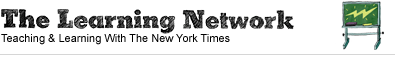 The Learning Network
Teaching & Learning With The New York Times